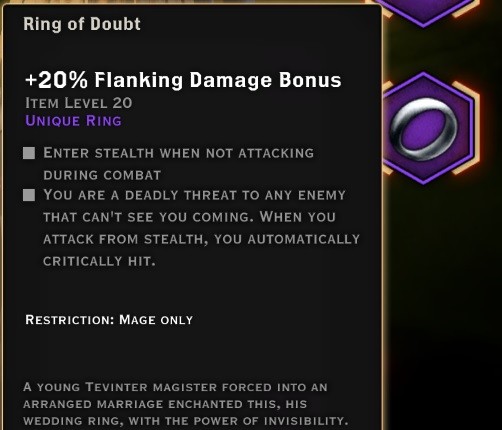 Ring of Doubt
+20% Flanking Damage Bonus
Item Level 20
Unique Ring
Enter stealth when not attacking
during combat
You are a deadly threat to any enemy
that can't see you coming. When you
attack from stealth, you automatically
critically hit.
Restriction: Mage only
A young Tevinter magister forced into an
arranged marriage enchanted this, his
wedding ring, with the power of invisibility.